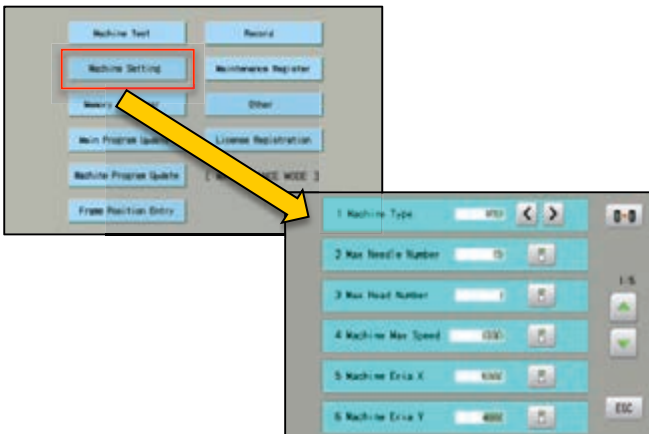 Machine Test
Record
Machine Setting
Maintenance Register
Memory
Other
Main Program Update
License Registration
Machine Program Update
MODE ]
Frame Position Entry
1 Machine Type
2 Max Needle Number
3 Max Head Number
4 Machine Max Speed
5 Machine Eria X
6 Machine Eria Y
1/5
ESC